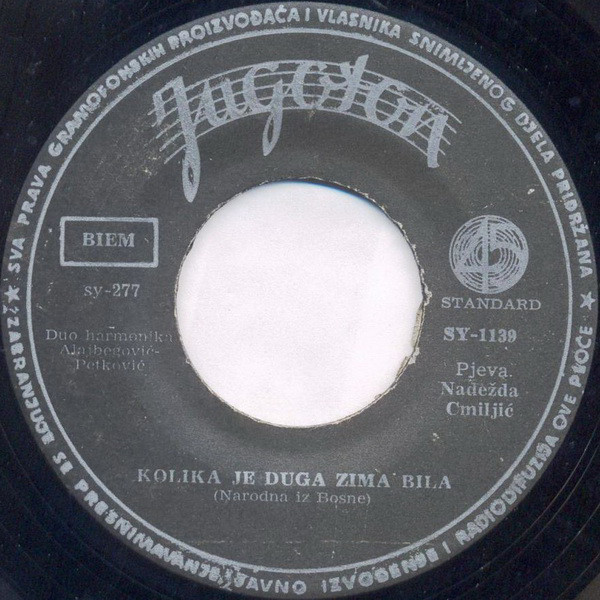 SVA PRAVA GRAMOFONSKIH PROIZVOĐAČA I VLASNIKA SNIMLJENOG DJELA PRIDRŽANA ★
ZABRANJUJE SE PRESNIMAVANJE, JAVNO IZVOĐENJE I RADIODIFUZIJA OVE PLOČE ★
Jugoton
BIEM
sy-277
45
STANDARD
SY-1139
Duo harmonika
Alajbegović-
Petković
Pjeva
Nadežda
Cmiljić
KOLIKA JE DUGA ZIMA BILA
(Narodna iz Bosne)